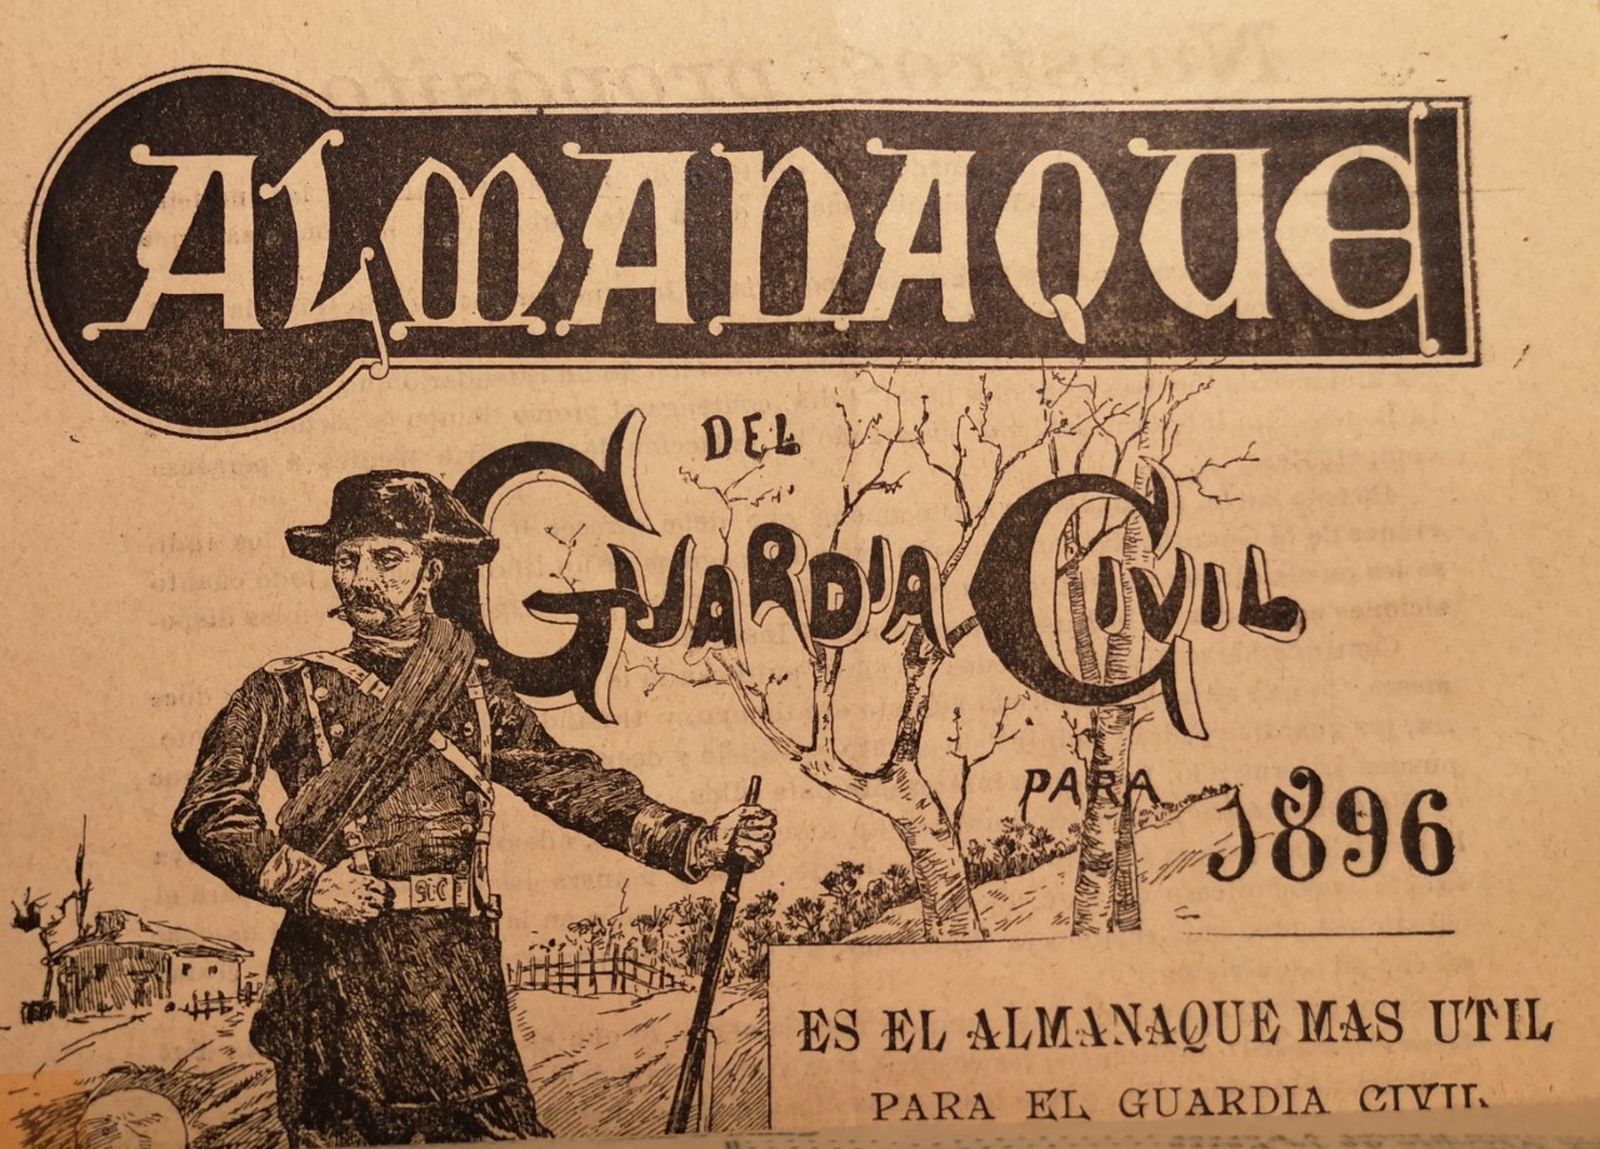 ALMANAQUE
DEL
GUARDIA CIVIL
PARA
1896
ES EL ALMANAQUE MAS UTIL
PARA EL GUARDIA CIVIL